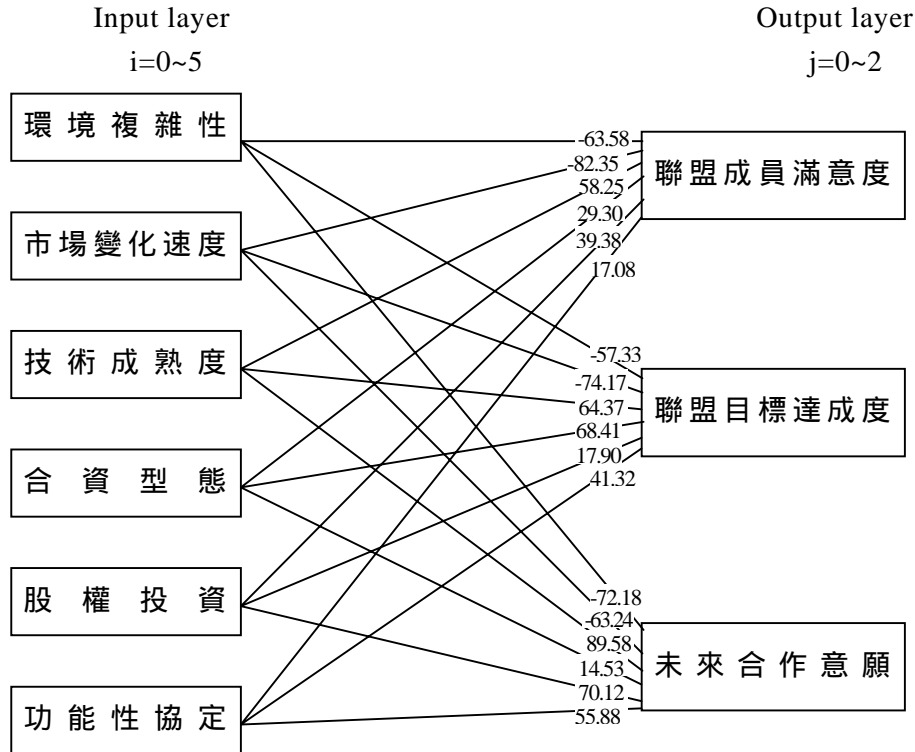 Input layer
i=0~5
Output layer
j=0~2
環境複雜性
市場變化速度
技術成熟度
合資型態
股權投資
功能性協定
-63.58
-82.35
58.25
29.30
39.38
17.08
聯盟成員滿意度
-57.33
-74.17
64.37
68.41
17.90
41.32
聯盟目標達成度
-72.18
-63.24
89.58
14.53
70.12
55.88
未來合作意願